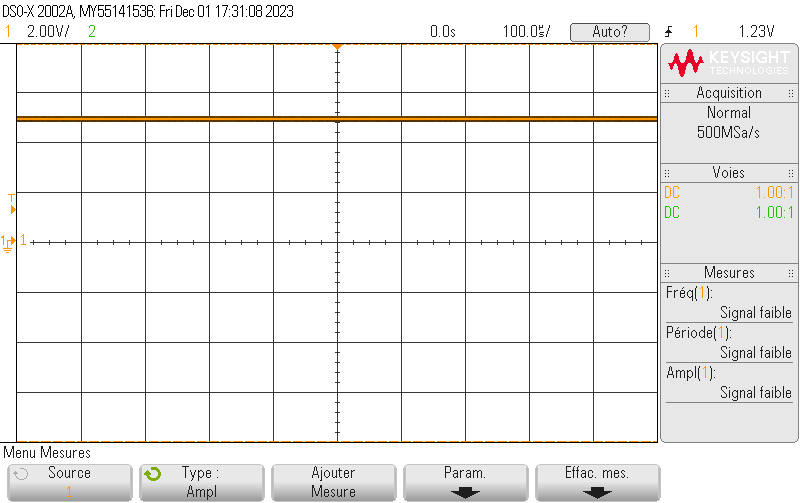 DSO-X 2002A, MY55141536: Fri Dec 01 17:31:08 2023
1 2.00V/ 2 0.0s 100.0s/ Auto? 1 1.23V
KEYSIGHT
TECHNOLOGIES
Acquisition
Normal
500MSa/s
Voies
DC 1.00:1
DC 1.00:1
T
1 1
Mesures
Fréq(1):
Signal faible
Période(1):
Signal faible
Ampl(1):
Signal faible
Menu Mesures
Source
1
Type :
Ampl
Ajouter
Mesure
Param.
Effac. mes.